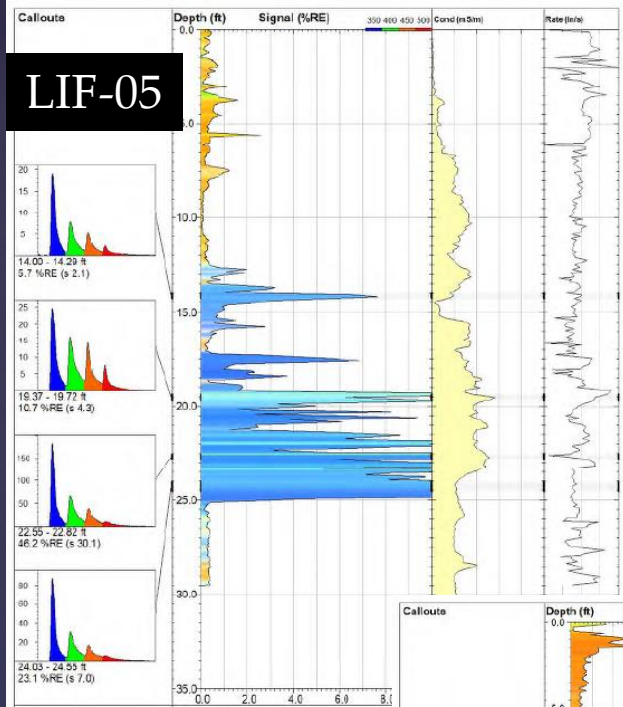 Callouts
Depth (ft)
Signal (%RE)
350 400 450 500
Cond (mS/m)
Rate (in/s)
LIF-05
0.0
5.0
10.0
15.0
20.0
25.0
30.0
35.0
20
15
10
5
14.00 - 14.29 ft
5.7 %RE (s 2.1)
25
20
15
10
5
19.37 - 19.72 ft
10.7 %RE (s 4.3)
150
100
50
22.55 - 22.82 ft
46.2 %RE (s 30.1)
80
60
40
20
24.03 - 24.55 ft
23.1 %RE (s 7.0)
0.0 2.0 4.0 6.0
Callouts
Depth (ft)
0.0